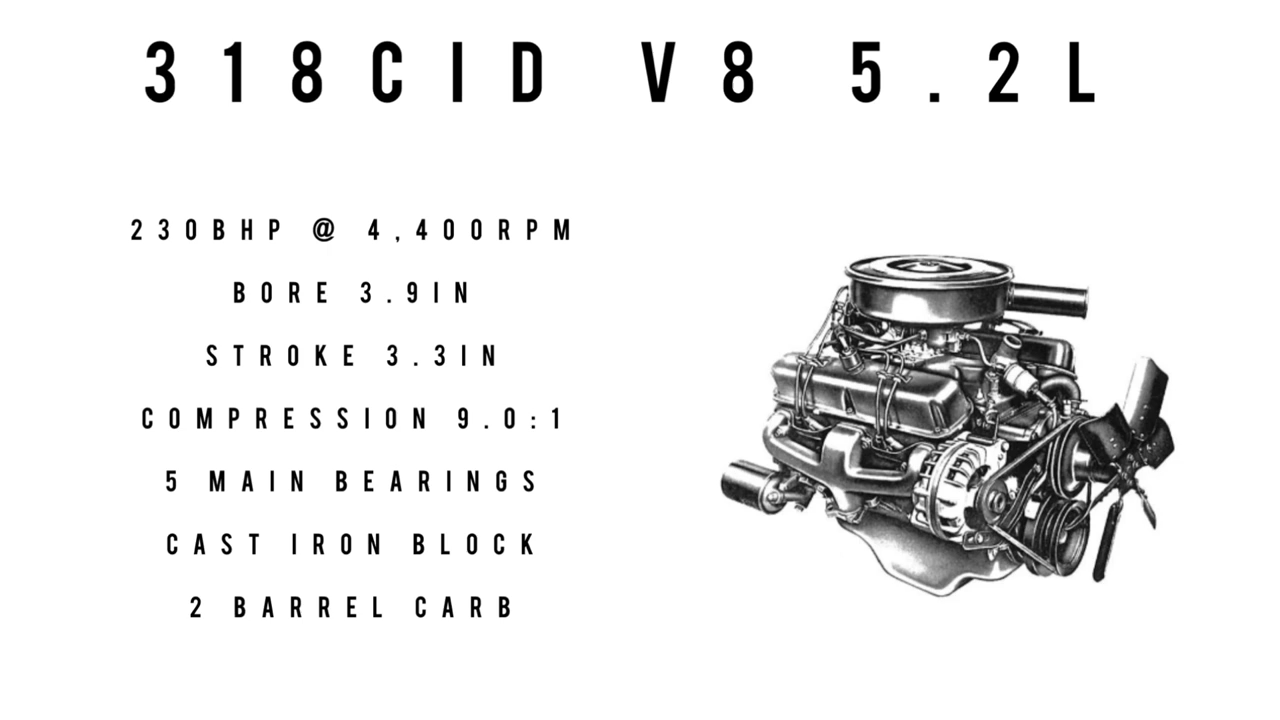 318CID V8 5.2L
230BHP @ 4,400RPM
BORE 3.9IN
STROKE 3.3IN
COMPRESSION 9.0:1
5 MAIN BEARINGS
CAST IRON BLOCK
2 BARREL CARB